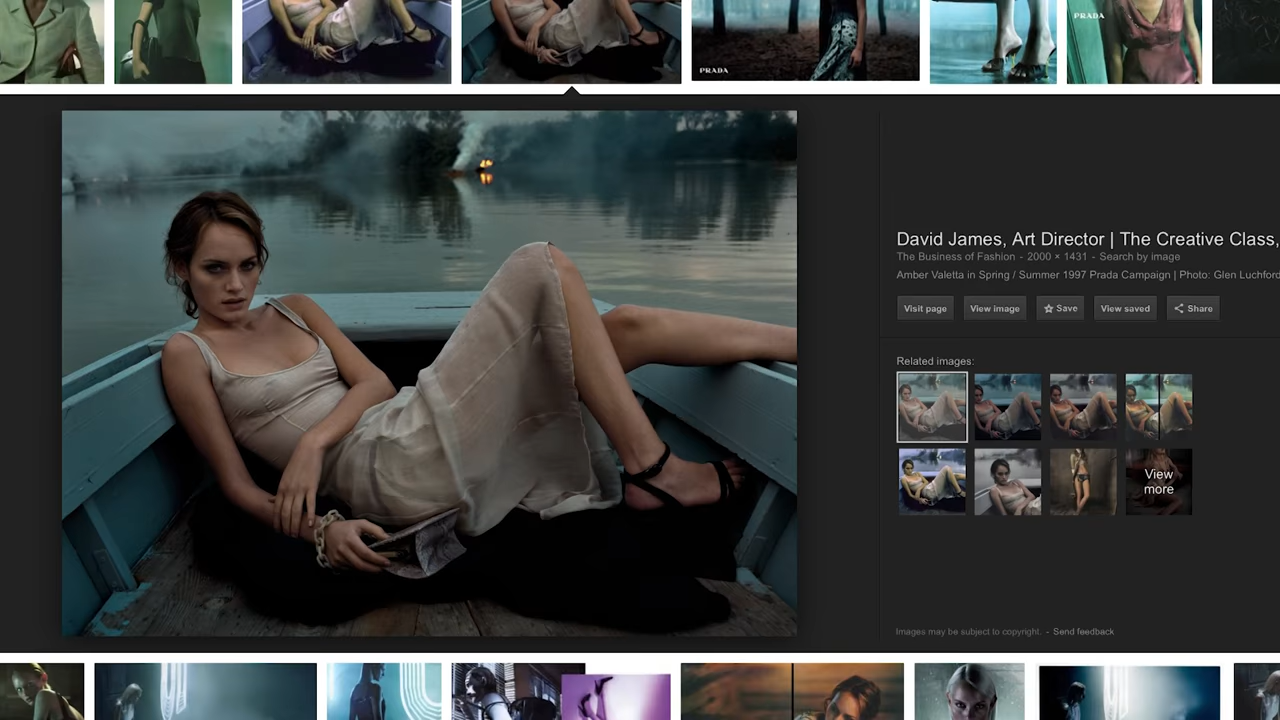 PRADA
PRADA
David James, Art Director | The Creative Class,
The Business of Fashion - 2000 × 1431 - Search by image
Amber Valetta in Spring / Summer 1997 Prada Campaign | Photo: Glen Luchford
Visit page
View image
Save
View saved
Share
Related images:
View
more
Images may be subject to copyright. - Send feedback